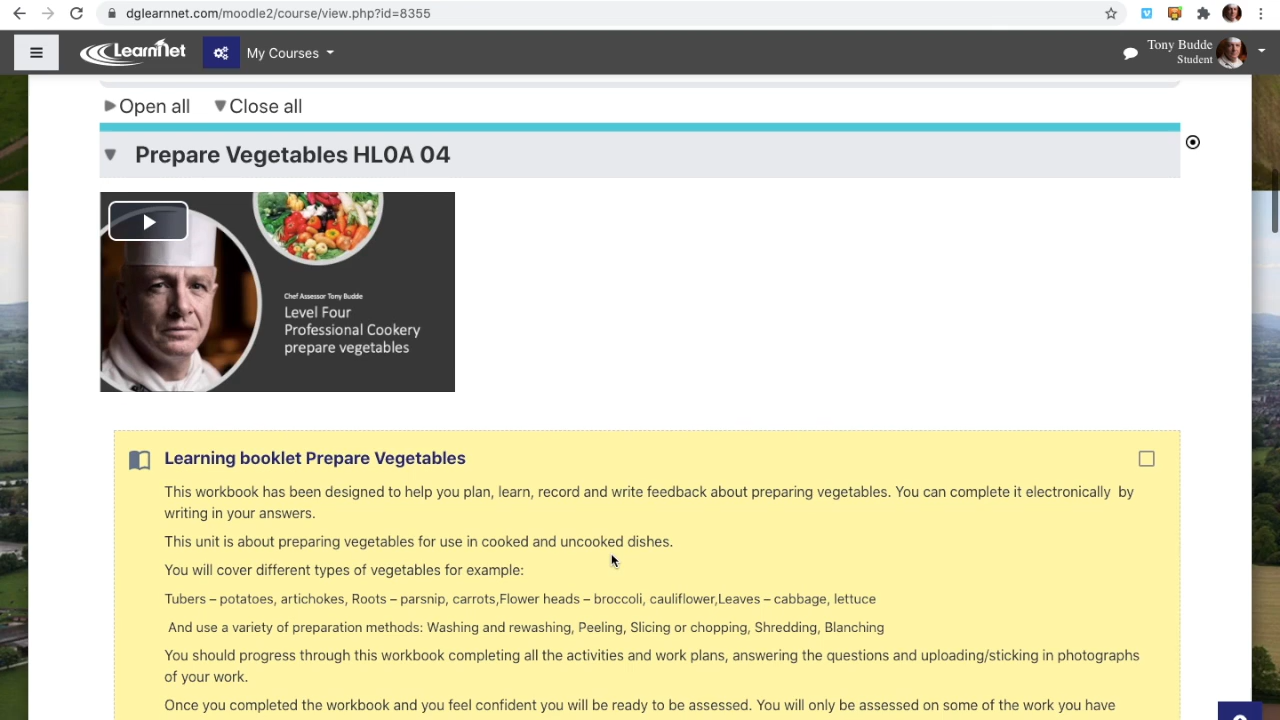 dglearnnet.com/moodle2/course/view.php?id=8355
LearnNet
My Courses
Tony Budde
Student
Open all
Close all
Prepare Vegetables HL0A 04
Chef Assessor Tony Budde
Level Four
Professional Cookery
prepare vegetables
Learning booklet Prepare Vegetables
This workbook has been designed to help you plan, learn, record and write feedback about preparing vegetables. You can complete it electronically by
writing in your answers.
This unit is about preparing vegetables for use in cooked and uncooked dishes.
You will cover different types of vegetables for example:
Tubers – potatoes, artichokes, Roots – parsnip, carrots,Flower heads – broccoli, cauliflower,Leaves – cabbage, lettuce
And use a variety of preparation methods: Washing and rewashing, Peeling, Slicing or chopping, Shredding, Blanching
You should progress through this workbook completing all the activities and work plans, answering the questions and uploading/sticking in photographs
of your work.
Once you completed the workbook and you feel confident you will be ready to be assessed. You will only be assessed on some of the work you have